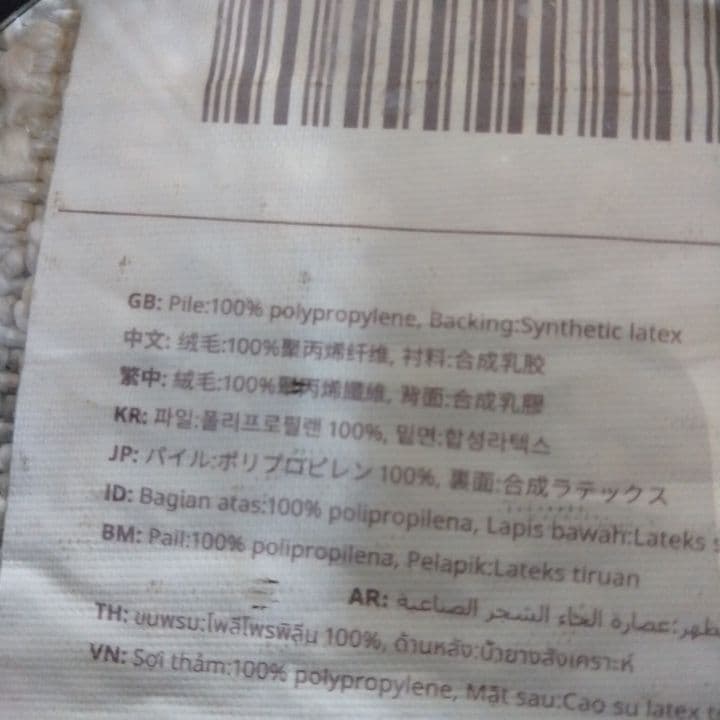 GB: Pile:100% polypropylene, Backing:Synthetic latex
中文: 绒毛:100%聚丙烯纤维, 衬料:合成乳胶
繁中: 絨毛:100%聚丙烯纖維, 背面:合成乳膠
KR: 파일:폴리프로필렌 100%, 밑면:합성라텍스
JP: パイル:ポリプロピレン 100%, 裏面:合成ラテックス
ID: Bagian atas:100% polipropilena, Lapis bawah:Lateks
BM: Pail:100% polipropilena, Pelapik:Lateks tiruan
AR: عصارة لحاء الشجر الصناعية
TH: ขนพรม:โพลีโพรพิลีน 100%, ด้านหลัง:น้ำยางสังเคราะห์
VN: Sợi thảm:100% polypropylene, Mặt sau:Cao su latex